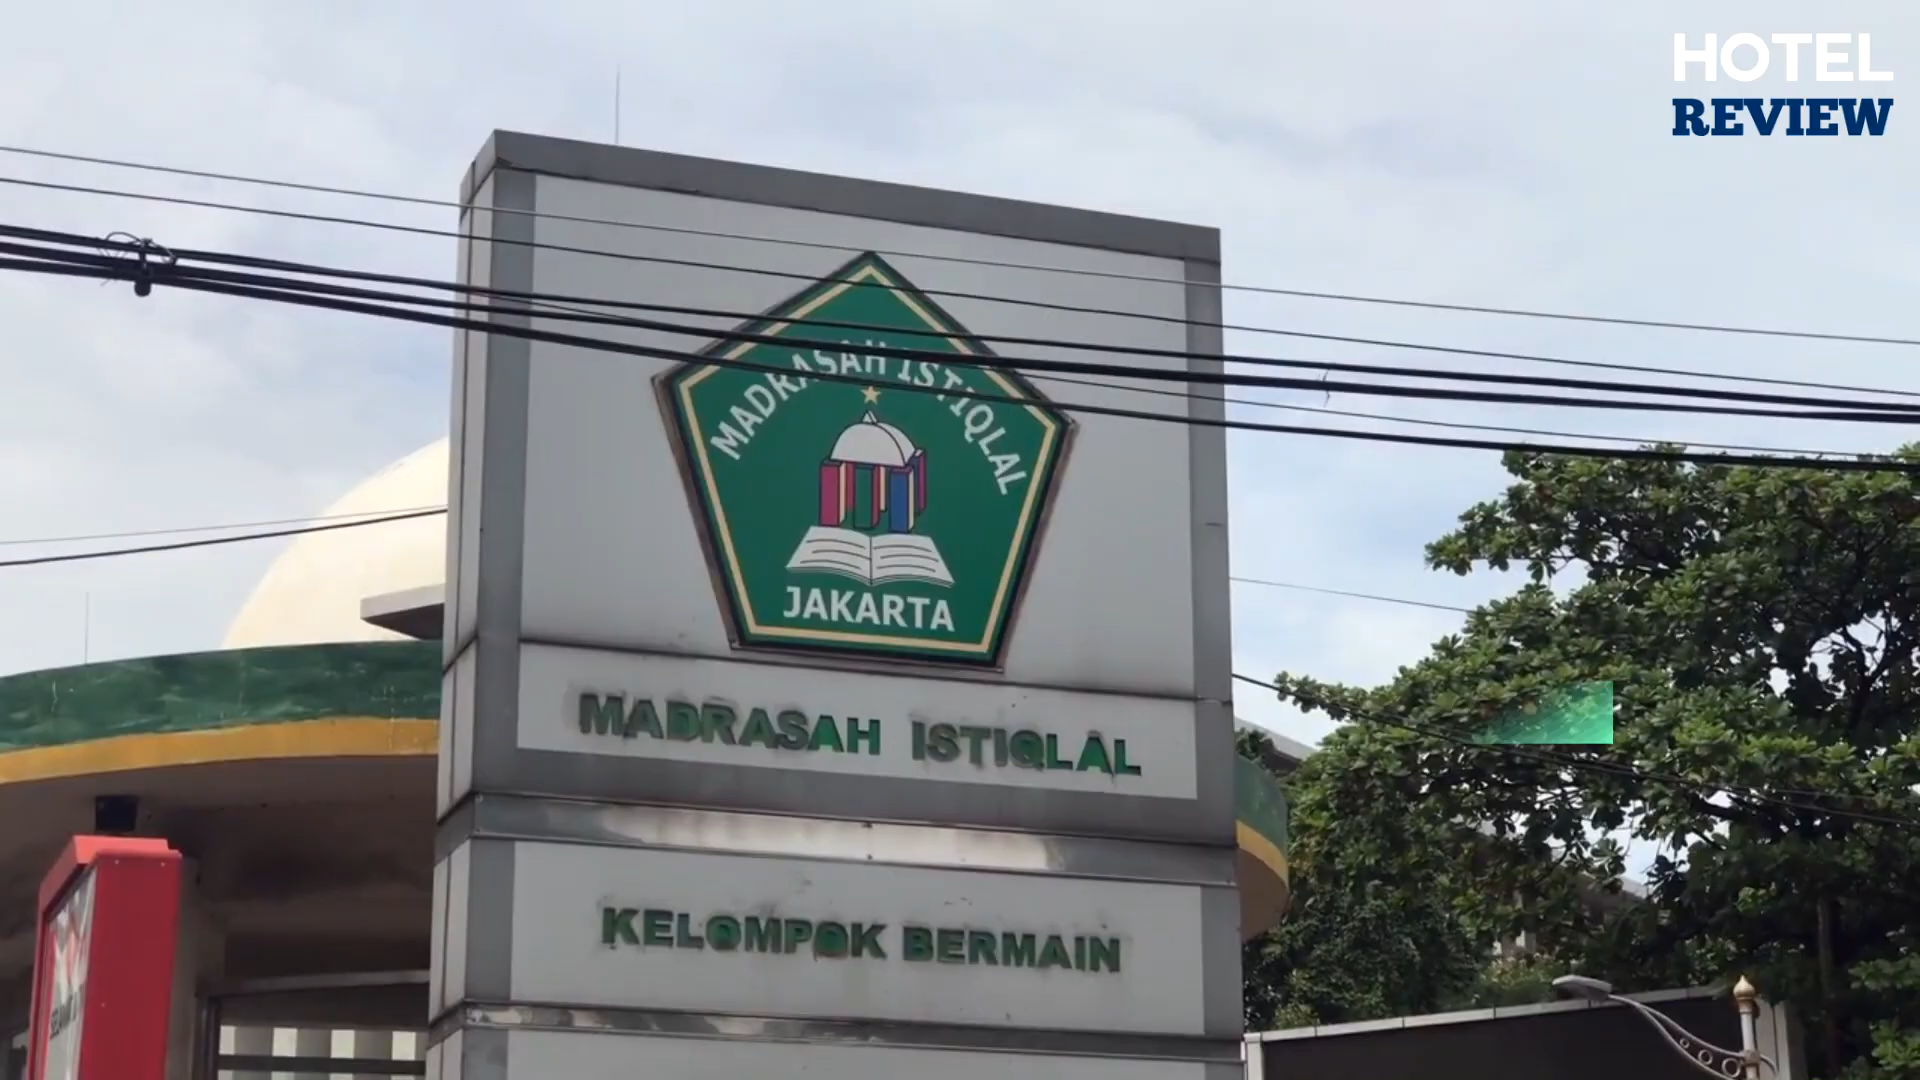 HOTEL
REVIEW
MADRASAH ISTIQLAL
JAKARTA
MADRASAH ISTIQLAL
KELOMPOK BERMAIN